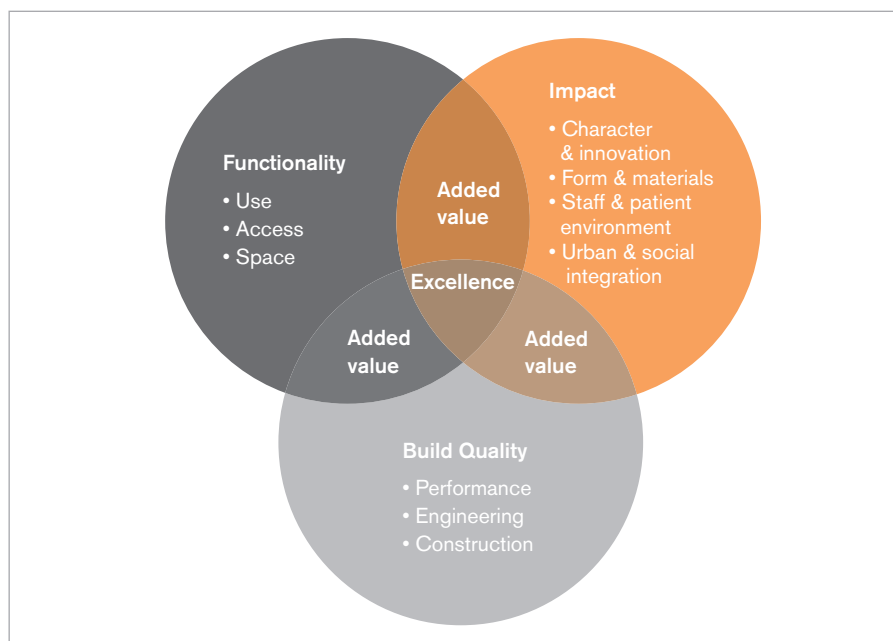 Functionality
• Use
• Access
• Space
Impact
• Character
& innovation
• Form & materials
• Staff & patient
environment
• Urban & social
integration
Added
value
Excellence
Added
value
Added
value
Build Quality
• Performance
• Engineering
• Construction